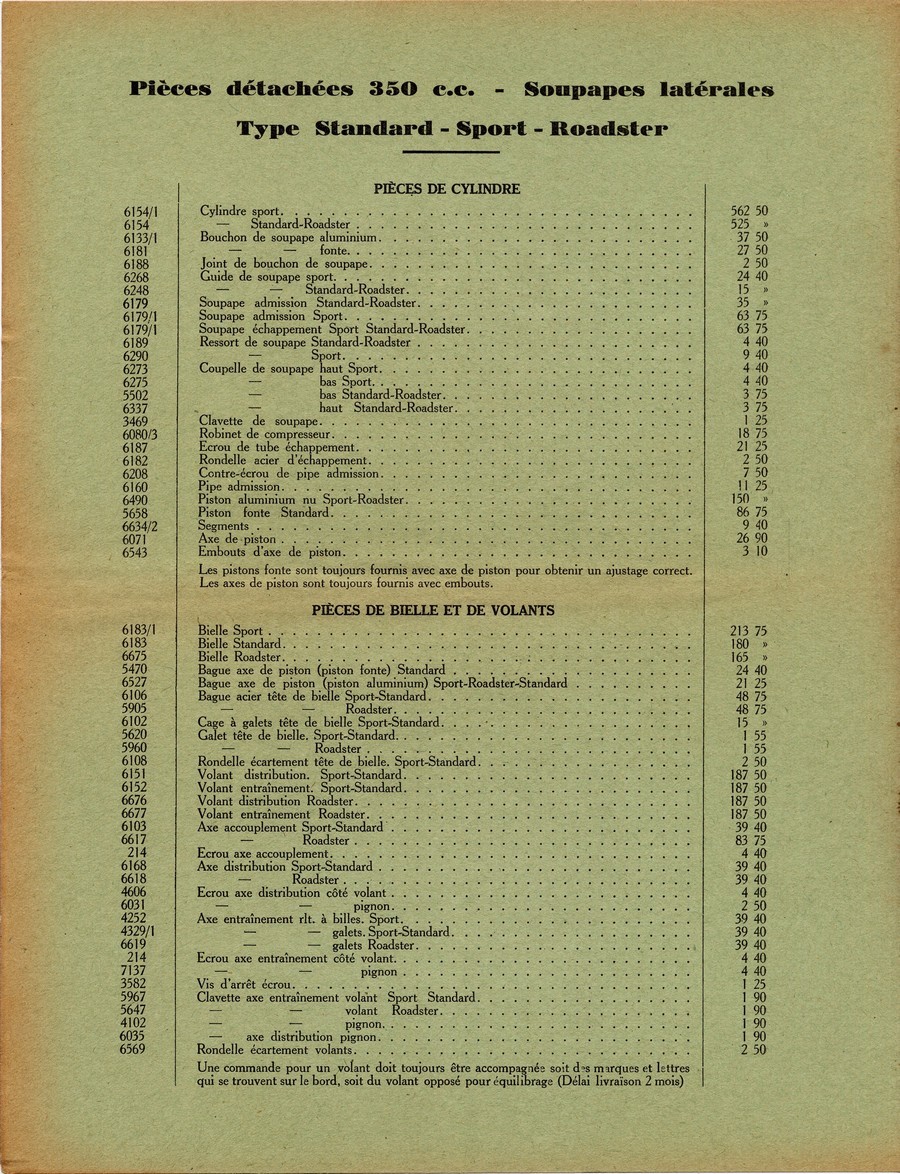 Pièces détachées 350 c.c. - Soupapes latérales
Type Standard - Sport - Roadster
PIÈCES DE CYLINDRE
6154/1 Cylindre sport. 562 50
6154 — Standard-Roadster 525 »
6133/1 Bouchon de soupape aluminium. 37 50
6181 — — fonte. 27 50
6188 Joint de bouchon de soupape. 2 50
6268 Guide de soupape sport. 24 40
6248 — — Standard-Roadster. 15 »
6179 Soupape admission Standard-Roadster. 35 »
6179/1 Soupape admission Sport. 63 75
6179/1 Soupape échappement Sport Standard-Roadster. 63 75
6189 Ressort de soupape Standard-Roadster 4 40
6290 — Sport. 9 40
6273 Coupelle de soupape haut Sport. 4 40
6275 — bas Sport. 4 40
5502 — bas Standard-Roadster. 3 75
6337 — haut Standard-Roadster. 3 75
3469 Clavette de soupape. 1 25
6080/3 Robinet de compresseur. 18 75
6187 Ecrou de tube échappement. 21 25
6182 Rondelle acier d'échappement. 2 50
6208 Contre-écrou de pipe admission. 7 50
6160 Pipe admission. 11 25
6490 Piston aluminium nu Sport-Roadster. 150 »
5658 Piston fonte Standard. 86 75
6634/2 Segments 9 40
6071 Axe de piston 26 90
6543 Embouts d'axe de piston. 3 10
Les pistons fonte sont toujours fournis avec axe de piston pour obtenir un ajustage correct.
Les axes de piston sont toujours fournis avec embouts.
PIÈCES DE BIELLE ET DE VOLANTS
6183/1 Bielle Sport 213 75
6183 Bielle Standard. 180 »
6675 Bielle Roadster. 165 »
5470 Bague axe de piston (piston fonte) Standard 24 40
6527 Bague axe de piston (piston aluminium) Sport-Roadster-Standard 21 25
6106 Bague acier tête de bielle Sport-Standard. 48 75
5905 — — Roadster. 48 75
6102 Cage à galets tête de bielle Sport-Standard. 15 »
5620 Galet tête de bielle. Sport-Standard. 1 55
5960 — — Roadster 1 55
6108 Rondelle écartement tête de bielle. Sport-Standard. 2 50
6151 Volant distribution. Sport-Standard. 187 50
6152 Volant entraînement. Sport-Standard. 187 50
6676 Volant distribution Roadster. 187 50
6677 Volant entraînement Roadster. 187 50
6103 Axe accouplement Sport-Standard 39 40
6617 — Roadster 83 75
214 Ecrou axe accouplement. 4 40
6168 Axe distribution Sport-Standard 39 40
6618 — Roadster 39 40
4606 Ecrou axe distribution côté volant 4 40
6031 — — pignon. 2 50
4252 Axe entraînement rlt. à billes. Sport. 39 40
4329/1 — — galets. Sport-Standard. 39 40
6619 — — galets Roadster. 39 40
214 Ecrou axe entraînement côté volant. 4 40
7137 — — pignon 4 40
3582 Vis d'arrêt écrou. 1 25
5967 Clavette axe entraînement volant Sport Standard. 1 90
5647 — — volant Roadster. 1 90
4102 — — pignon. 1 90
6035 — axe distribution pignon. 1 90
6569 Rondelle écartement volants. 2 50
Une commande pour un volant doit toujours être accompagnée soit des marques et lettres
qui se trouvent sur le bord, soit du volant opposé pour équilibrage (Délai livraison 2 mois)